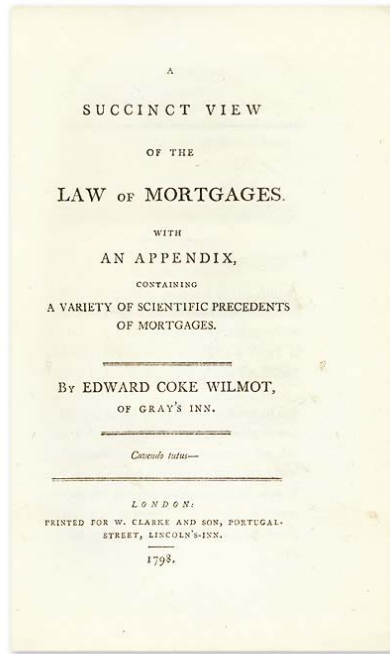 A
SUCCINCT VIEW
OF THE
LAW OF MORTGAGES.
WITH
AN APPENDIX,
CONTAINING
A VARIETY OF SCIENTIFIC PRECEDENTS
OF MORTGAGES.
By EDWARD COKE WILMOT,
OF GRAY'S INN.
Cavendo tutus—
LONDON:
PRINTED FOR W. CLARKE AND SON, PORTUGAL-
STREET, LINCOLN'S-INN.
1798.